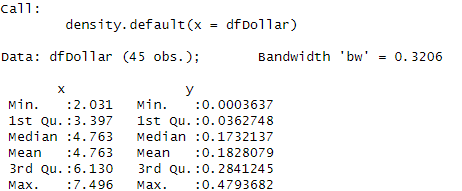 Call:
density.default(x = dfDollar)
Data: dfDollar (45 obs.); Bandwidth 'bw' = 0.3206
x y
Min. :2.031 Min. :0.0003637
1st Qu.:3.397 1st Qu.:0.0362748
Median :4.763 Median :0.1732137
Mean :4.763 Mean :0.1828079
3rd Qu.:6.130 3rd Qu.:0.2841245
Max. :7.496 Max. :0.4793682